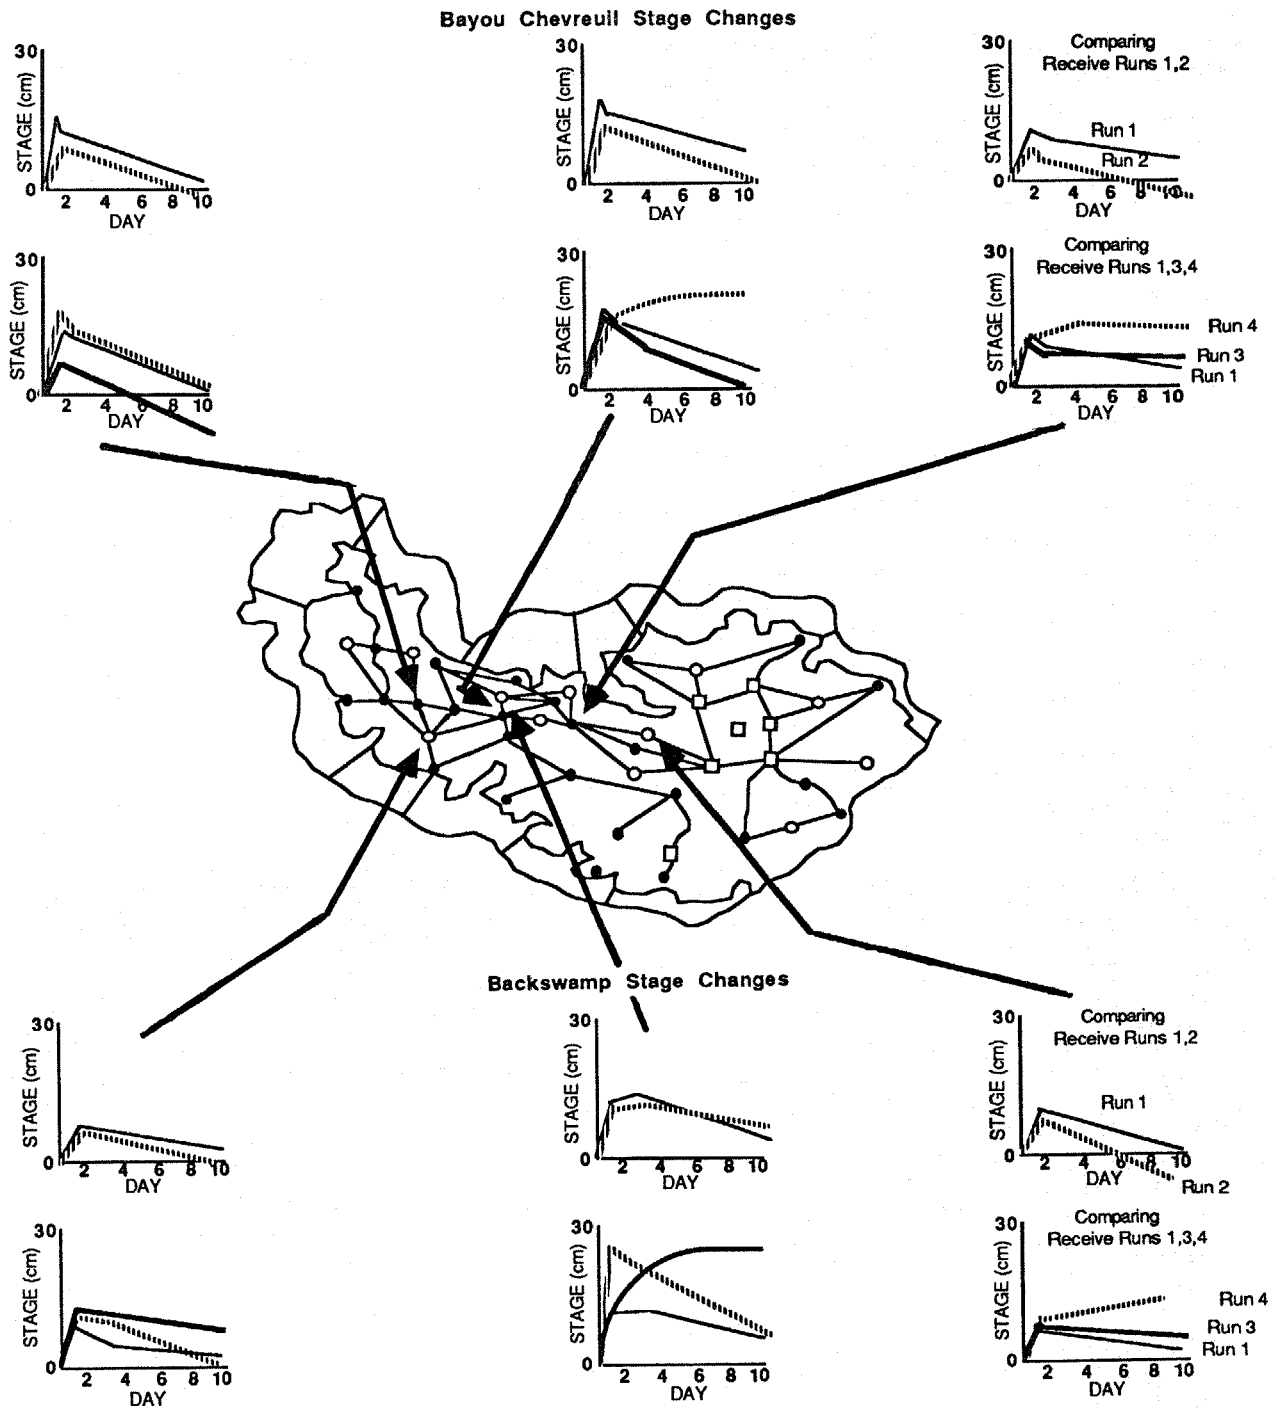 Bayou Chevreuil Stage Changes
30
STAGE (cm)
0
2 4 6 8 10
DAY
30
STAGE (cm)
0
2 4 6 8 10
DAY
30
Comparing
Receive Runs 1,2
STAGE (cm)
Run 1
Run 2
0
2 4 6 8 10
DAY
30
STAGE (cm)
0
2 4 6 8 10
DAY
30
STAGE (cm)
0
2 4 6 8 10
DAY
30
Comparing
Receive Runs 1,3,4
STAGE (cm)
Run 4
Run 3
Run 1
0
2 4 6 8 10
DAY
Backswamp Stage Changes
30
STAGE (cm)
0
2 4 6 8 10
DAY
30
STAGE (cm)
0
2 4 6 8 10
DAY
30
Comparing
Receive Runs 1,2
STAGE (cm)
Run 1
0
2 4 6 8 10
DAY
Run 2
30
STAGE (cm)
0
2 4 6 8 10
DAY
30
STAGE (cm)
0
2 4 6 8 10
DAY
30
Comparing
Receive Runs 1,3,4
STAGE (cm)
Run 4
Run 3
Run 1
0
2 4 6 8 10
DAY